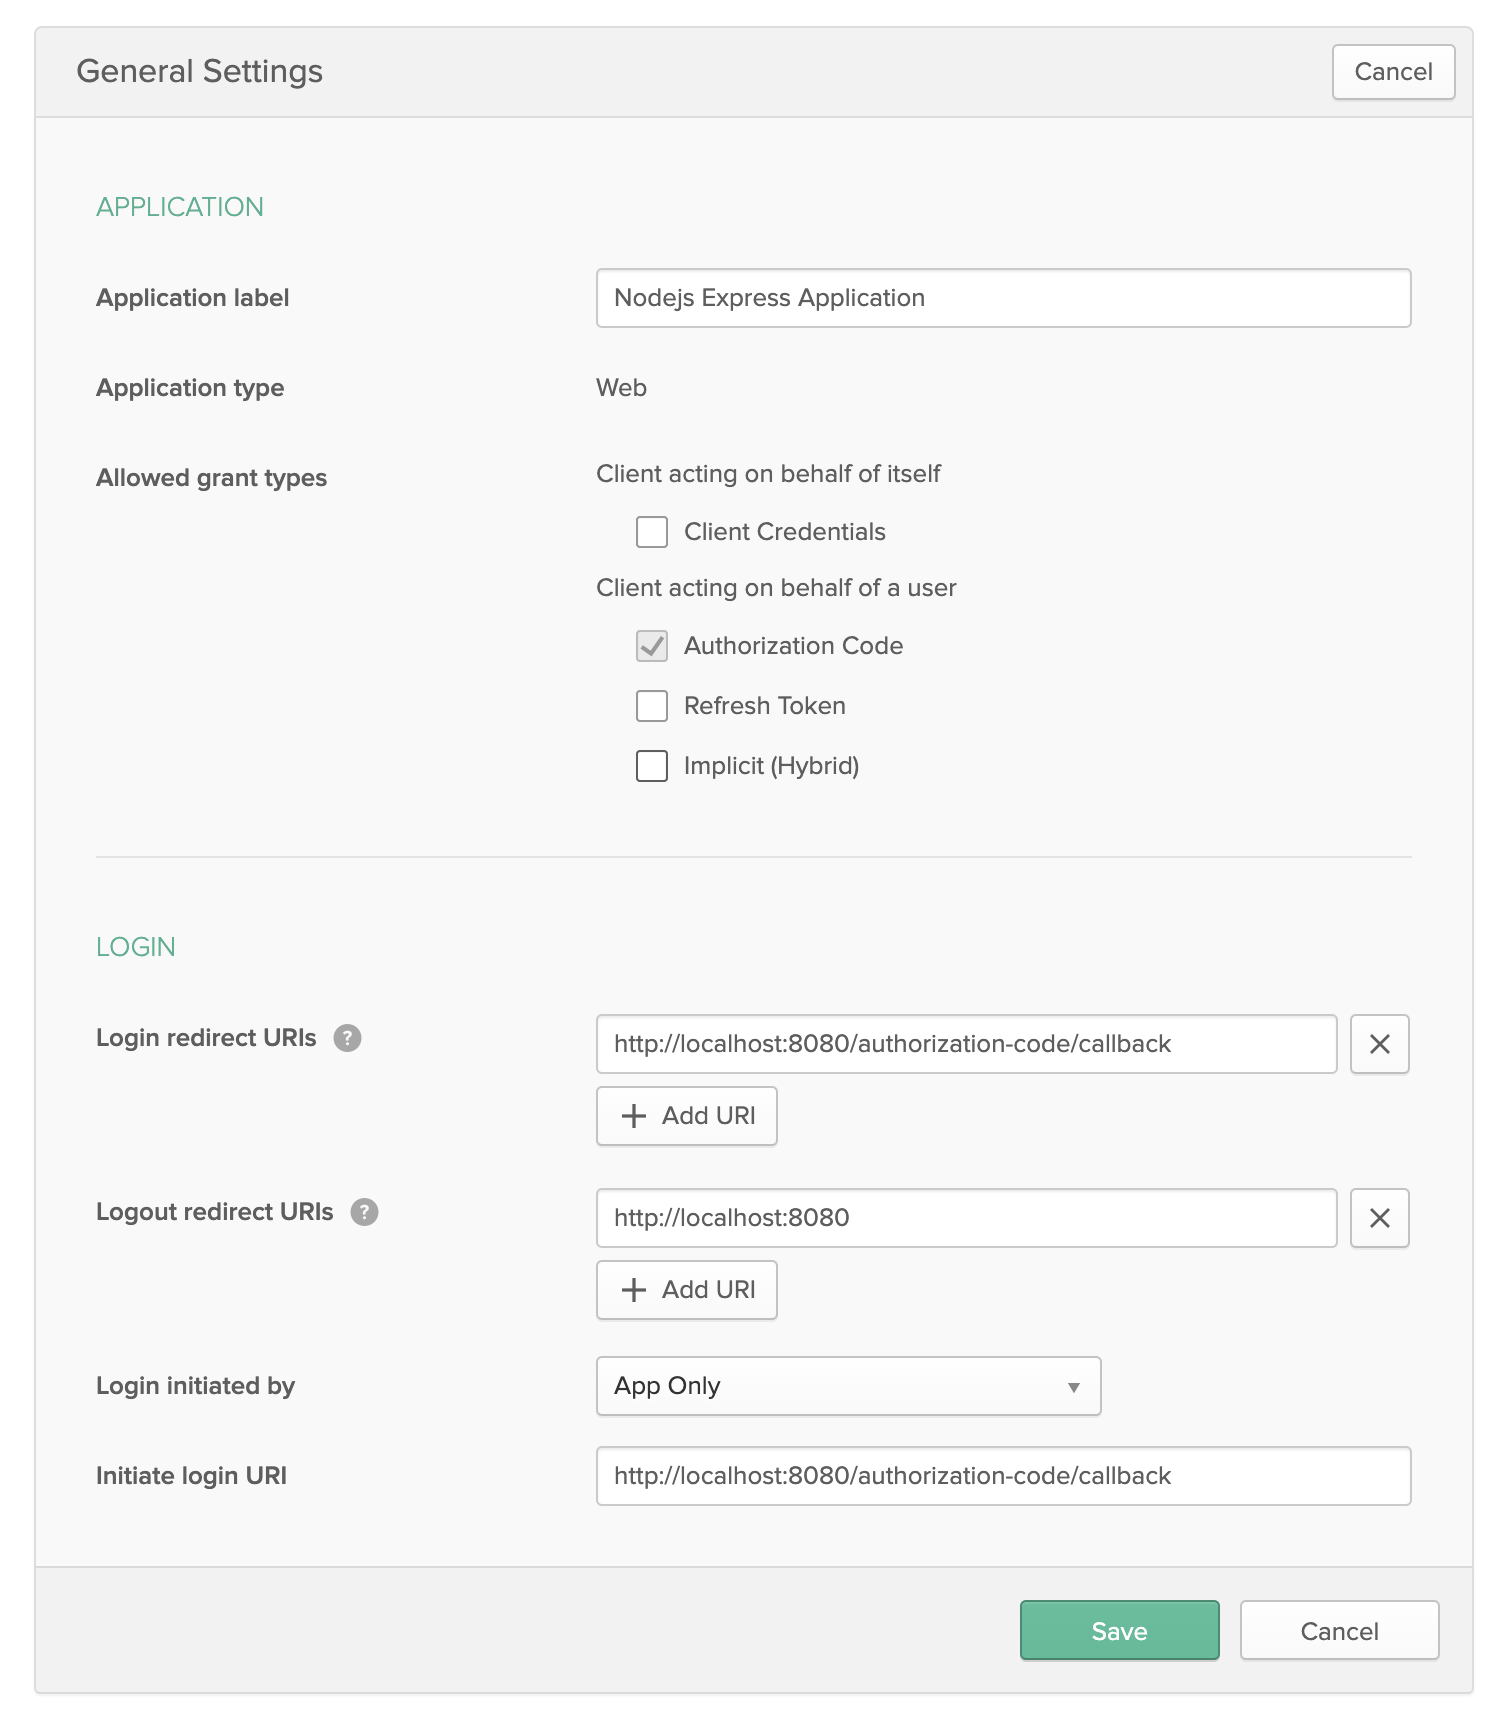 General Settings
Cancel
APPLICATION
Application label
Nodejs Express Application
Application type
Web
Allowed grant types
Client acting on behalf of itself
Client Credentials
Client acting on behalf of a user
Authorization Code
Refresh Token
Implicit (Hybrid)
LOGIN
Login redirect URIs ?
http://localhost:8080/authorization-code/callback
Add URI
Logout redirect URIs ?
http://localhost:8080
Add URI
Login initiated by
App Only
Initiate login URI
http://localhost:8080/authorization-code/callback
Save
Cancel